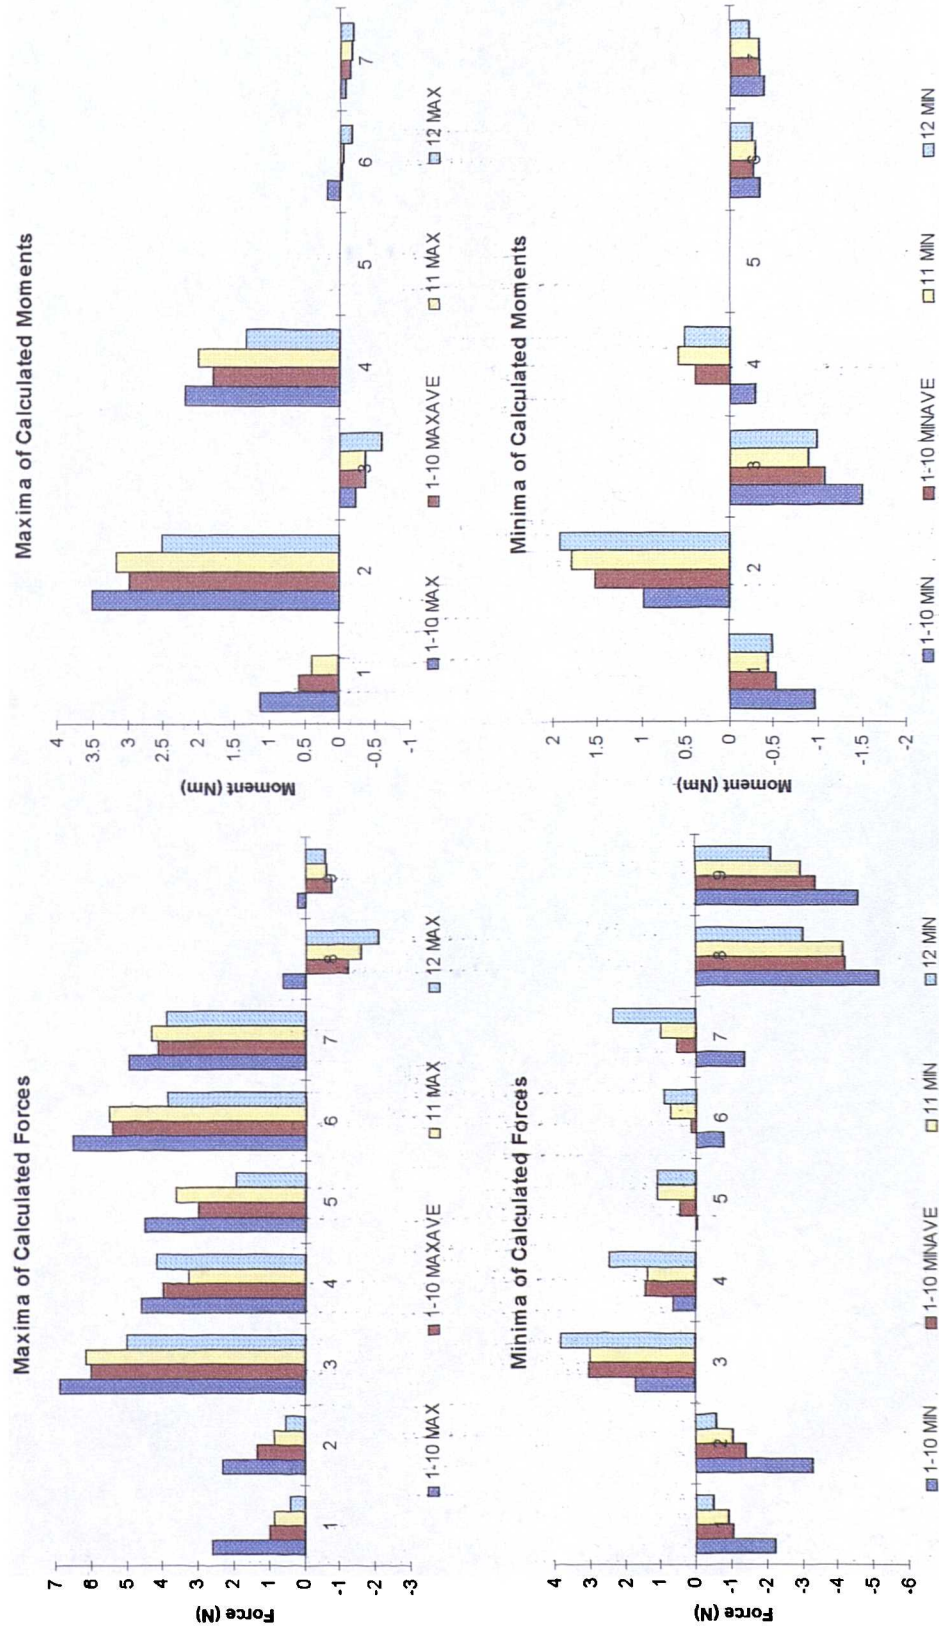 Maxima of Calculated Forces
Force (N)
7
6
5
4
3
2
1
0
-1
-2
-3
1 2 3 4 5 6 7 8 9
1-10 MAX 1-10 MAXAVE 11 MAX 12 MAX
Maxima of Calculated Moments
Moment (Nm)
4
3.5
3
2.5
2
1.5
1
0.5
0
-0.5
-1
1 2 3 4 5 6 7
1-10 MAX 1-10 MAXAVE 11 MAX 12 MAX
Minima of Calculated Forces
Force (N)
4
3
2
1
0
-1
-2
-3
-4
-5
-6
1 2 3 4 5 6 7 8 9
1-10 MIN 1-10 MINAVE 11 MIN 12 MIN
Minima of Calculated Moments
Moment (Nm)
2
1.5
1
0.5
0
-0.5
-1
-1.5
-2
1 2 3 4 5 6 7
1-10 MIN 1-10 MINAVE 11 MIN 12 MIN